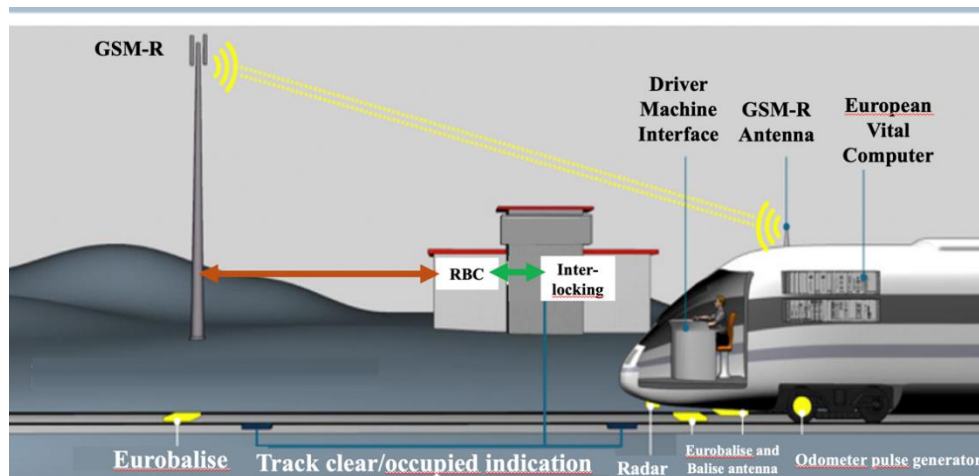 GSM-R
Driver
Machine
Interface
GSM-R
Antenna
European
Vital
Computer
RBC
Inter-
locking
Eurobalise
Track clear/occupied indication
Radar
Eurobalise and
Balise antenna
Odometer pulse generator